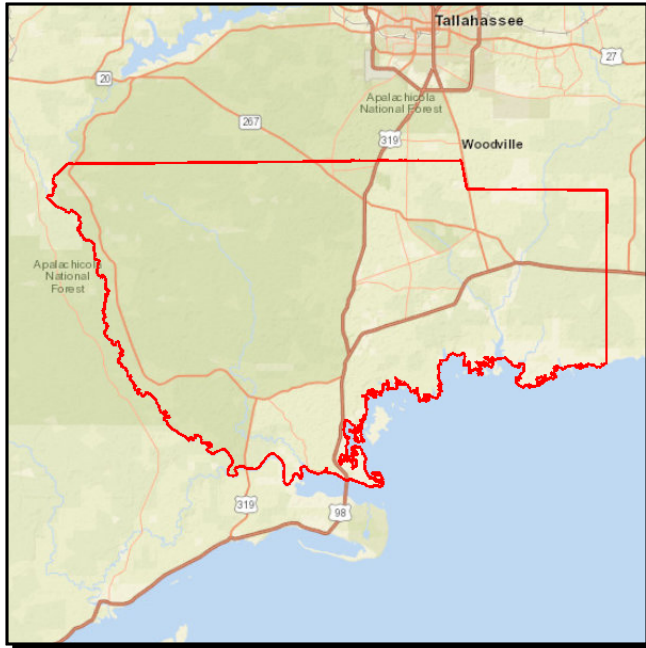 Tallahassee
27
20
Apalachicola
National Forest
267
319
Woodville
Apalachicola
National
Forest
319
98